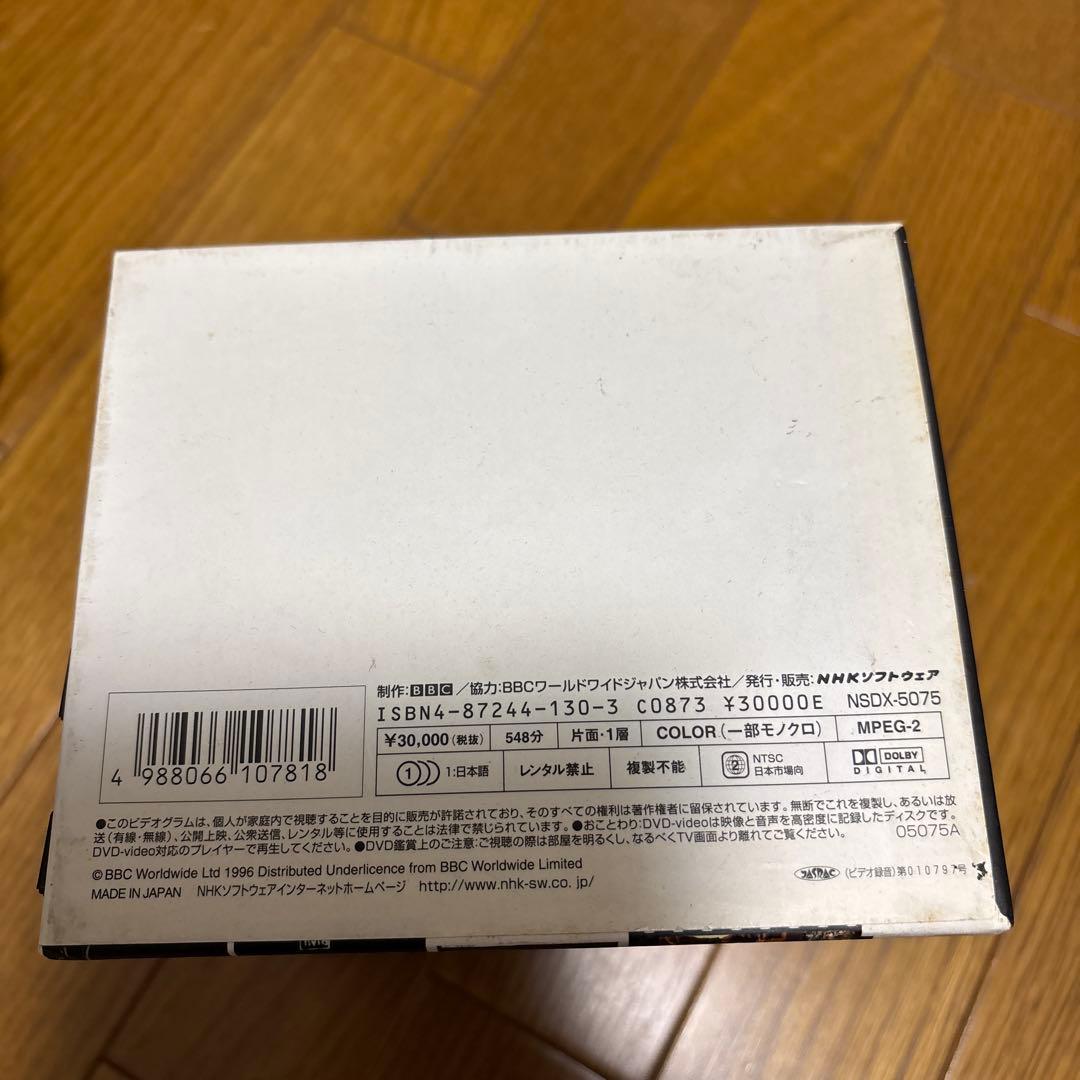 制作:BBC/協力:BBCワールドワイドジャパン株式会社/発行・販売:NHKソフトウェア
ISBN4-87244-130-3 C0873 ¥30000E NSDX-5075
¥30,000(税抜) 548分 片面・1層 COLOR(一部モノクロ) MPEG-2
1 1:日本語 レンタル禁止 複製不能 2 NTSC 日本市場向 DOLBY DIGITAL
4 988066 107818
●このビデオグラムは、個人が家庭内で視聴することを目的に販売が許諾されており、そのすべての権利は著作権者に留保されています。無断でこれを複製し、あるいは放
送(有線・無線)、公開上映、公衆送信、レンタル等に使用することは法律で禁じられています。●おことわり:DVD-videoは映像と音声を高密度に記録したディスクです。
DVD-video対応のプレイヤーで再生してください。●DVD鑑賞上のご注意:ご視聴の際は部屋を明るくし、なるべくTV画面より離れてご覧ください。 05075A
©BBC Worldwide Ltd 1996 Distributed Underlicence from BBC Worldwide Limited
MADE IN JAPAN NHKソフトウェアインターネットホームページ http://www.nhk-sw.co.jp/
JASRAC (ビデオ録音)第010797号